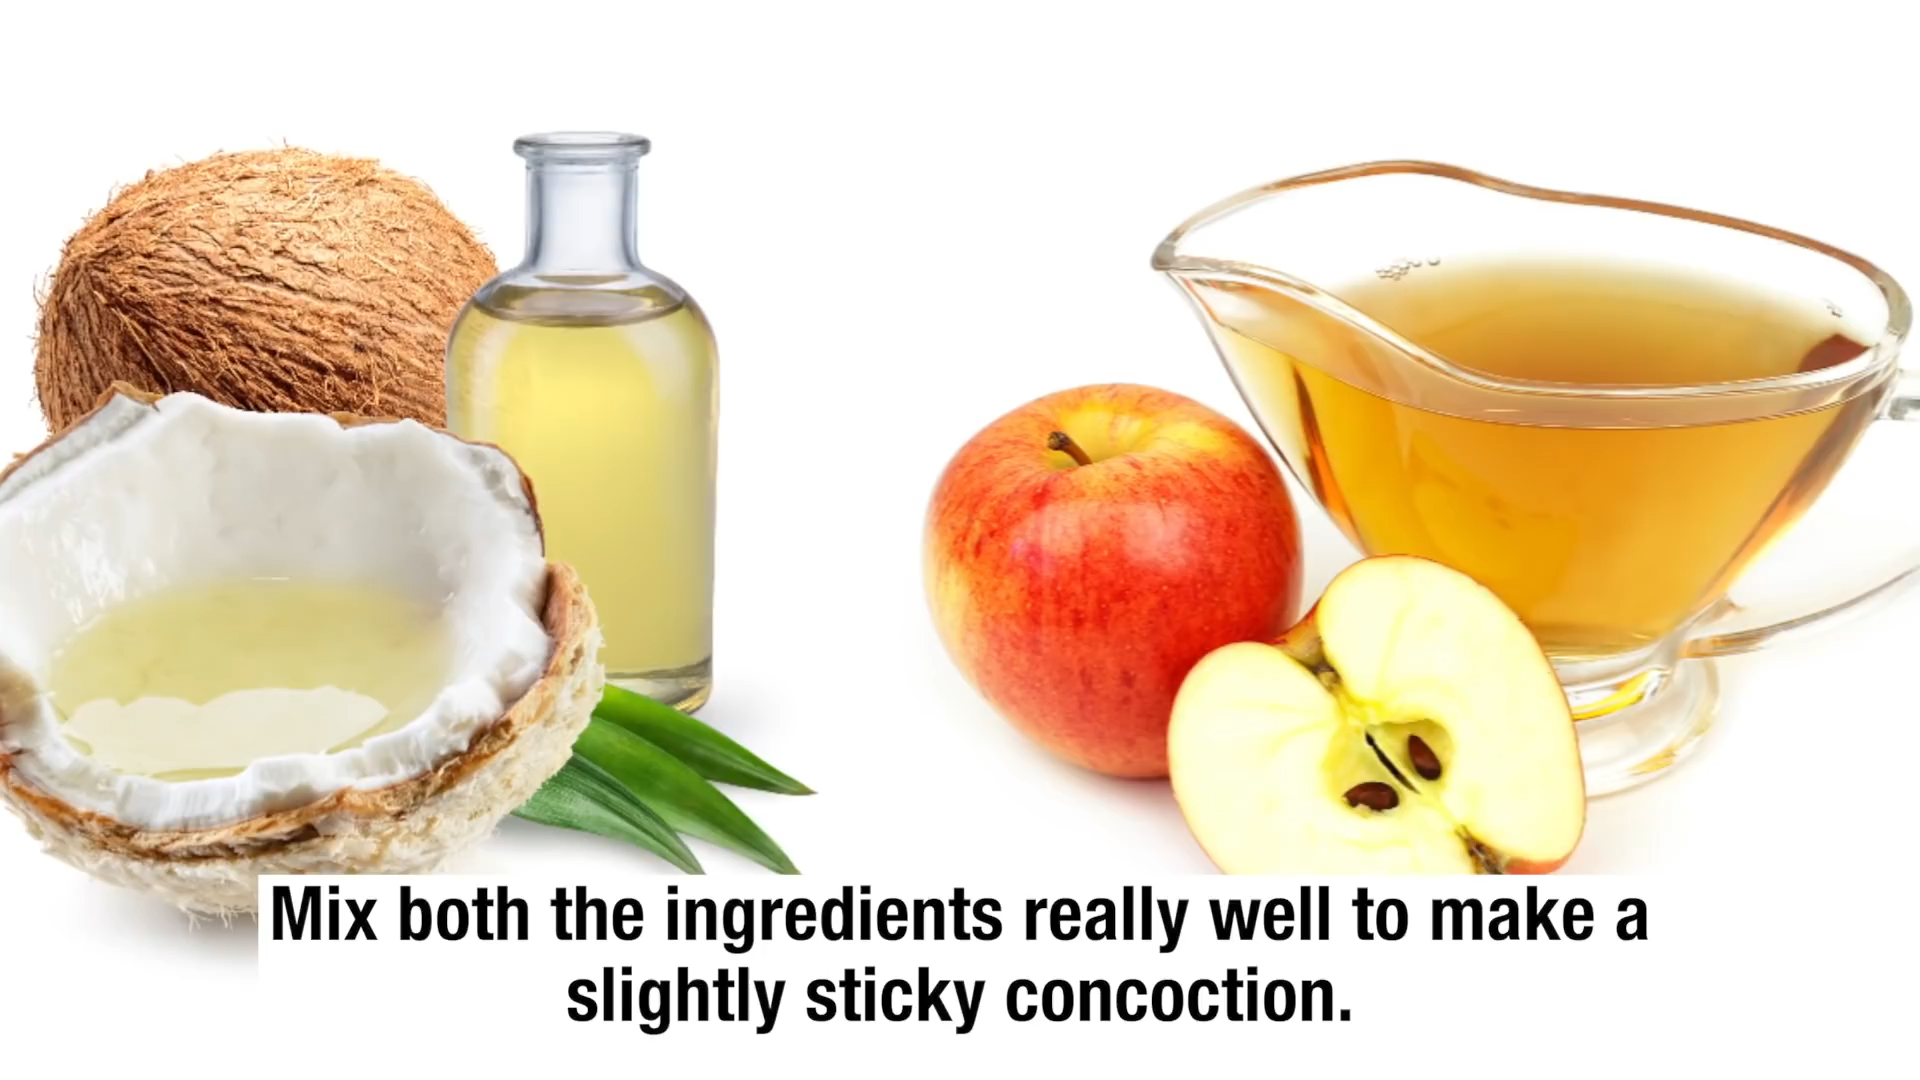 Mix both the ingredients really well to make a
slightly sticky concoction.